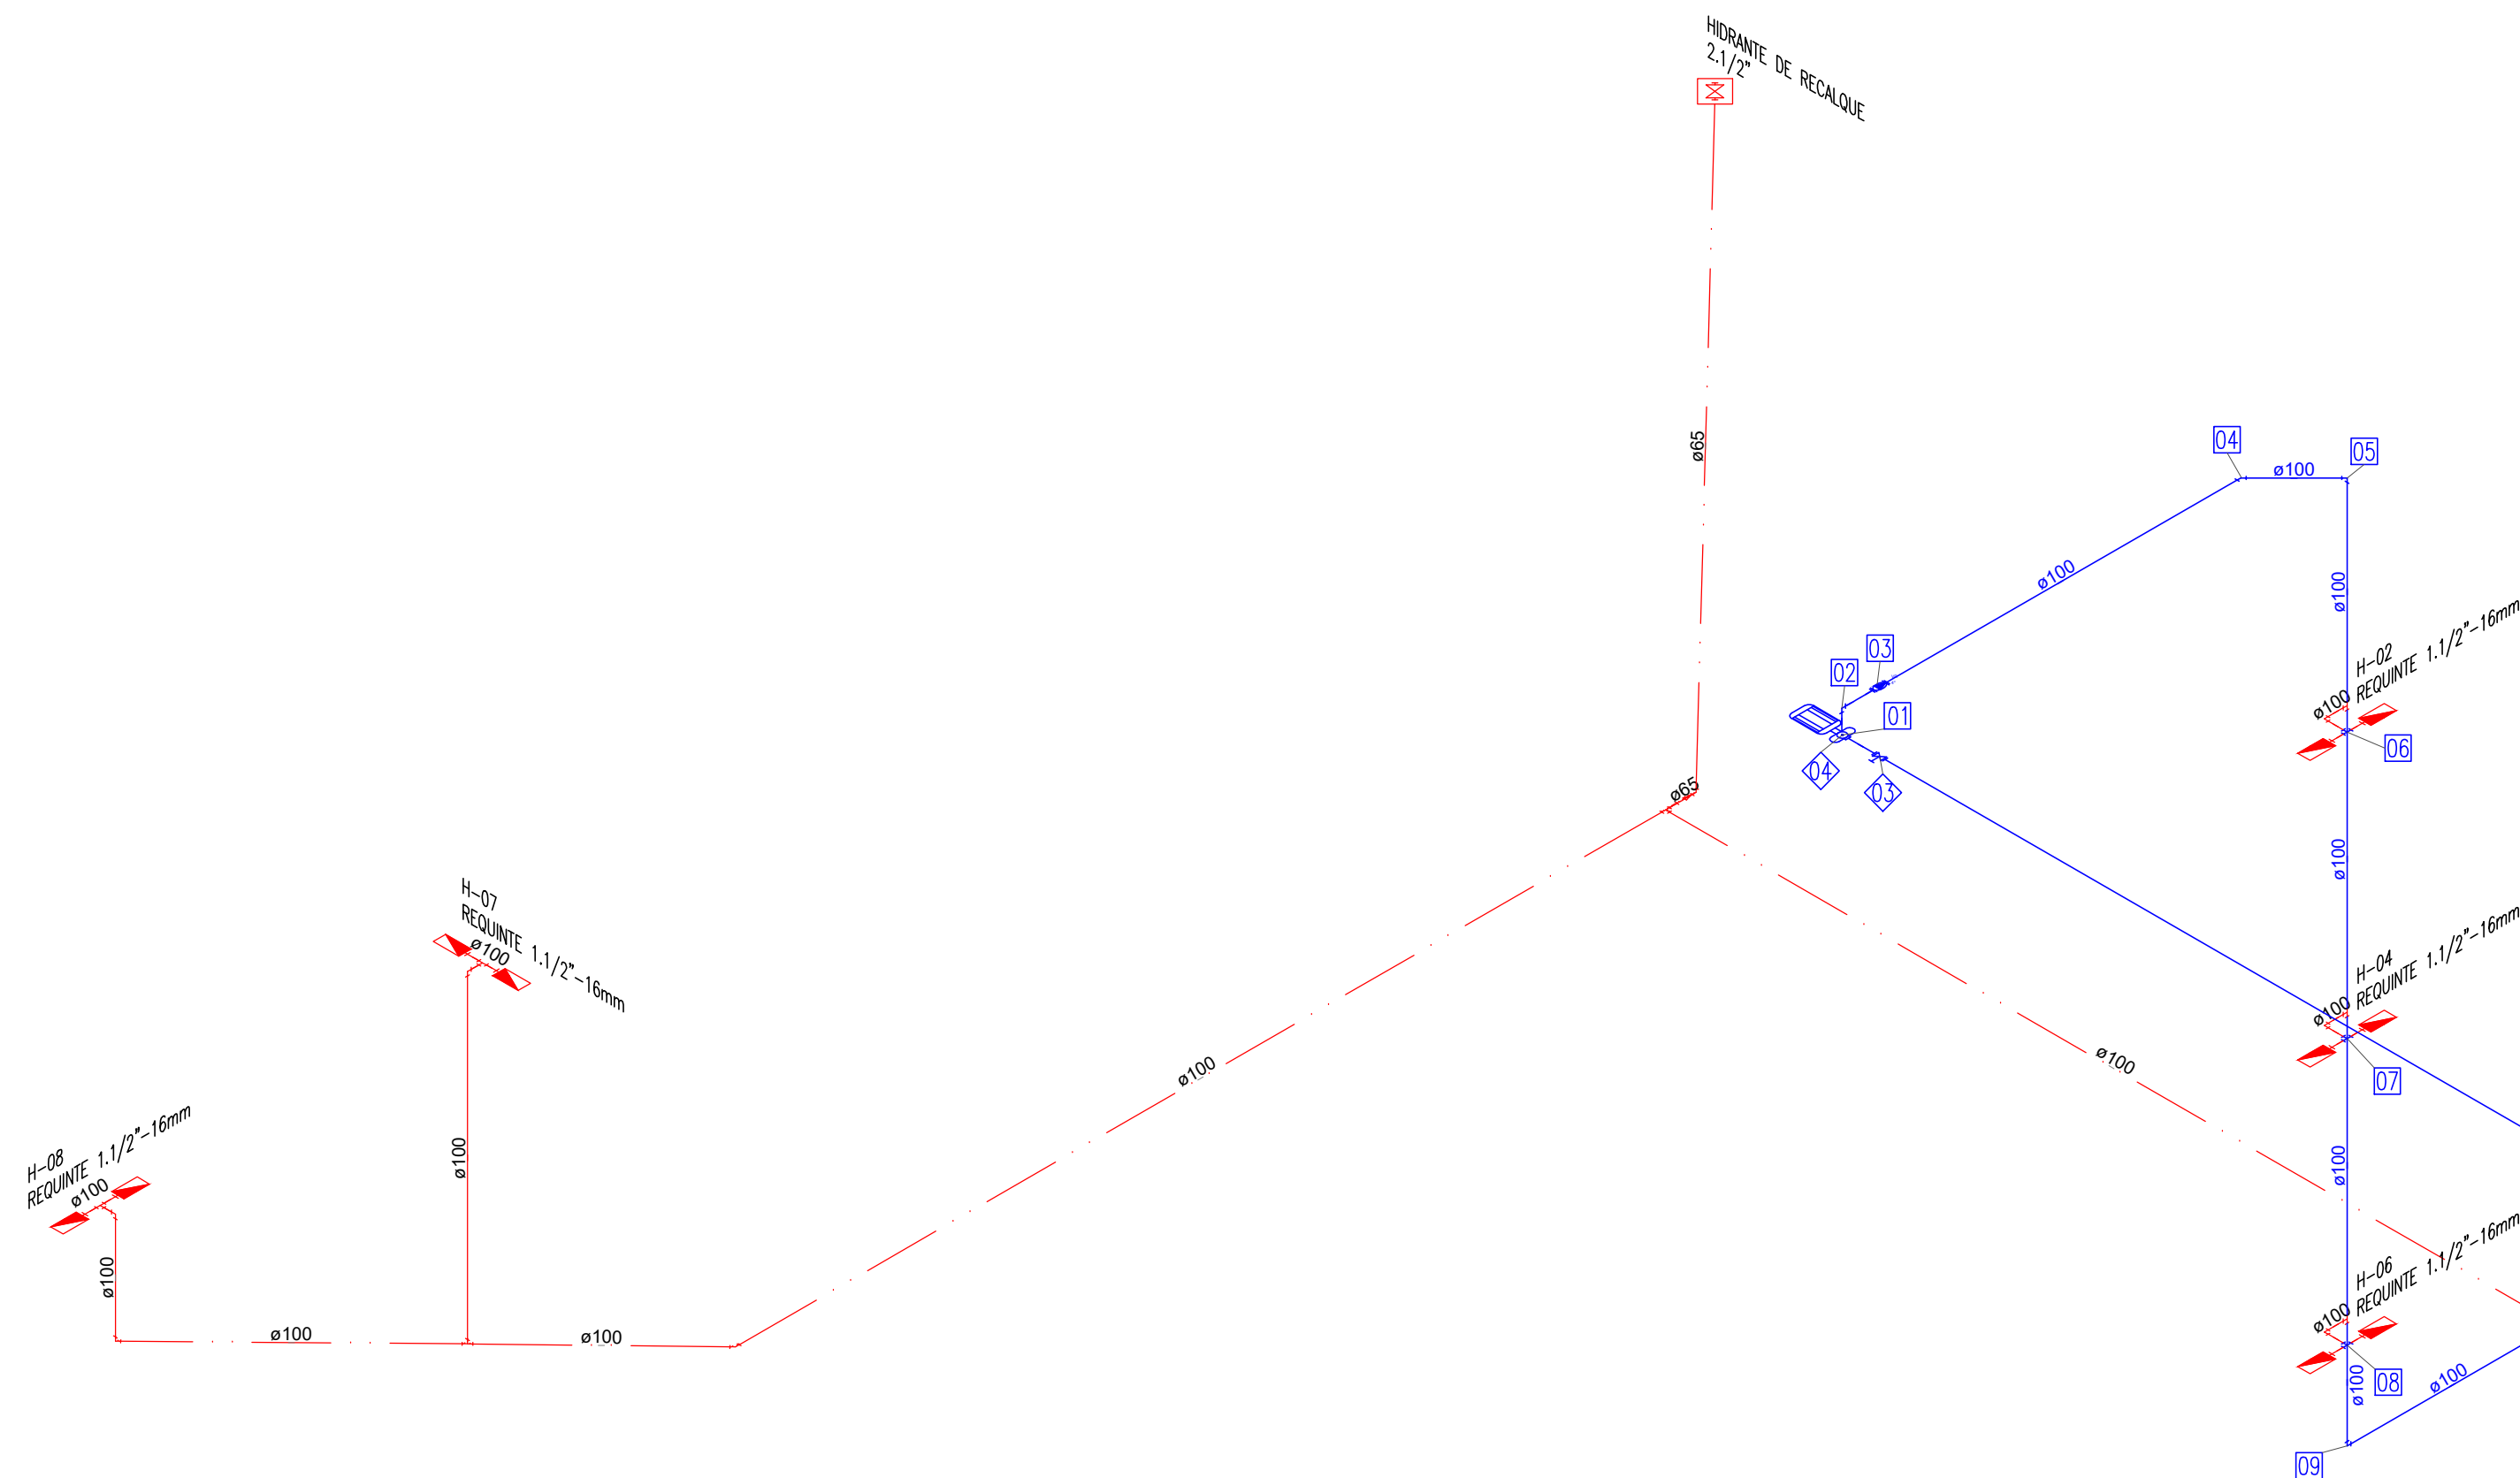 HIDRANTE DE RECALQUE
2.1/2"
ø65
04
05
ø100
ø100
ø100
03
02
01
04
03
H-02
REQUINTE 1.1/2"-16mm
ø100
06
ø65
ø100
H-07
REQUINTE 1.1/2"-16mm
ø100
H-04
REQUINTE 1.1/2"-16mm
ø100
07
ø100
ø100
ø100
H-08
REQUINTE 1.1/2"-16mm
ø100
ø100
ø100
H-06
REQUINTE 1.1/2"-16mm
ø100
ø100
ø100
ø100
08
ø100
09